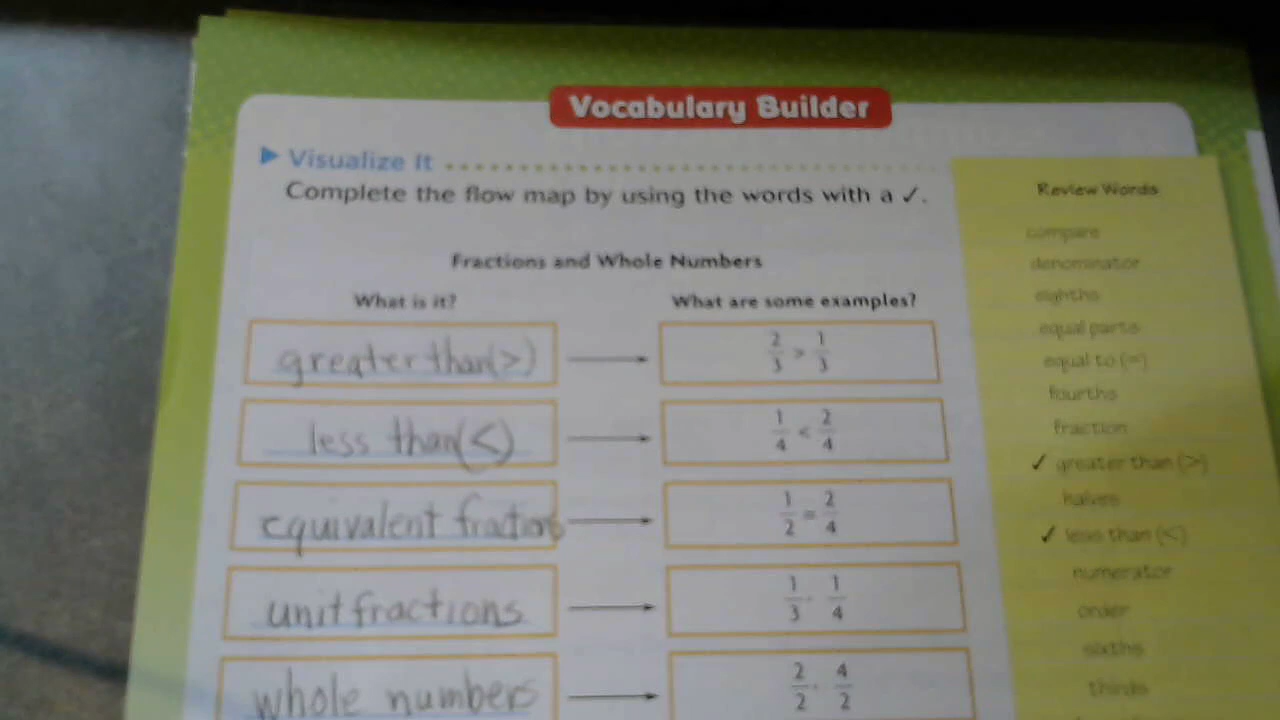 Vocabulary Builder
Visualize It
Complete the flow map by using the words with a ✓.
Fractions and Whole Numbers
What is it?
What are some examples?
greater than(>)
2/3 > 1/3
less than(<)
1/4 < 2/4
equivalent fractions
1/2 = 2/4
unit fractions
1/3, 1/4
whole numbers
2/2, 4/2
Review Words
compare
denominator
eighths
equal parts
equal to (=)
fourths
fraction
✓ greater than (>)
halves
✓ less than (<)
numerator
order
sixths
thirds